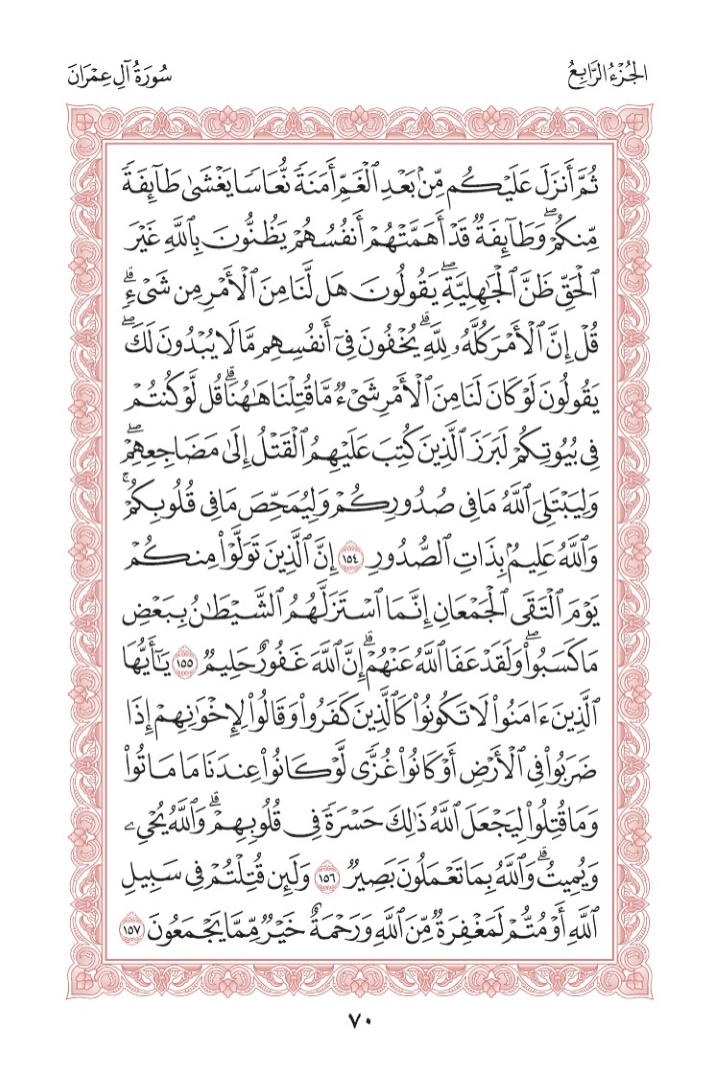 الجُزْءُ الرَّابِعُ
سُورَةُ آلِ عِمْرَانَ
ثُمَّ أَنزَلَ عَلَيْكُم مِّنۢ بَعْدِ ٱلْغَمِّ أَمَنَةً نُّعَاسًا يَغْشَىٰ طَآئِفَةً
مِّنكُمْۖ وَطَآئِفَةٌ قَدْ أَهَمَّتْهُمْ أَنفُسُهُمْ يَظُنُّونَ بِٱللَّهِ غَيْرَ
ٱلْحَقِّ ظَنَّ ٱلْجَٰهِلِيَّةِۖ يَقُولُونَ هَل لَّنَا مِنَ ٱلْأَمْرِ مِن شَىْءٍۗ
قُلْ إِنَّ ٱلْأَمْرَ كُلَّهُۥ لِلَّهِۗ يُخْفُونَ فِىٓ أَنفُسِهِم مَّا لَا يُبْدُونَ لَكَۖ
يَقُولُونَ لَوْ كَانَ لَنَا مِنَ ٱلْأَمْرِ شَىْءٌ مَّا قُتِلْنَا هَٰهُنَاۗ قُل لَّوْ كُنتُمْ
فِى بُيُوتِكُمْ لَبَرَزَ ٱلَّذِينَ كُتِبَ عَلَيْهِمُ ٱلْقَتْلُ إِلَىٰ مَضَاجِعِهِمْۖ
وَلِيَبْتَلِىَ ٱللَّهُ مَا فِى صُدُورِكُمْ وَلِيُمَحِّصَ مَا فِى قُلُوبِكُمْۚ
وَٱللَّهُ عَلِيمٌۢ بِذَاتِ ٱلصُّدُورِ ١٥٤ إِنَّ ٱلَّذِينَ تَوَلَّوْا۟ مِنكُمْ
يَوْمَ ٱلْتَقَى ٱلْجَمْعَانِ إِنَّمَا ٱسْتَزَلَّهُمُ ٱلشَّيْطَٰنُ بِبَعْضِ
مَا كَسَبُوا۟ۖ وَلَقَدْ عَفَا ٱللَّهُ عَنْهُمْۗ إِنَّ ٱللَّهَ غَفُورٌ حَلِيمٌ ١٥٥ يَٰٓأَيُّهَا
ٱلَّذِينَ ءَامَنُوا۟ لَا تَكُونُوا۟ كَٱلَّذِينَ كَفَرُوا۟ وَقَالُوا۟ لِإِخْوَٰنِهِمْ إِذَا
ضَرَبُوا۟ فِى ٱلْأَرْضِ أَوْ كَانُوا۟ غُزًّى لَّوْ كَانُوا۟ عِندَنَا مَا مَاتُوا۟
وَمَا قُتِلُوا۟ لِيَجْعَلَ ٱللَّهُ ذَٰلِكَ حَسْرَةً فِى قُلُوبِهِمْۗ وَٱللَّهُ يُحْىِۦ
وَيُمِيتُۗ وَٱللَّهُ بِمَا تَعْمَلُونَ بَصِيرٌ ١٥٦ وَلَئِن قُتِلْتُمْ فِى سَبِيلِ
ٱللَّهِ أَوْ مُتُّمْ لَمَغْفِرَةٌ مِّنَ ٱللَّهِ وَرَحْمَةٌ خَيْرٌ مِّمَّا يَجْمَعُونَ ١٥٧
٧٠